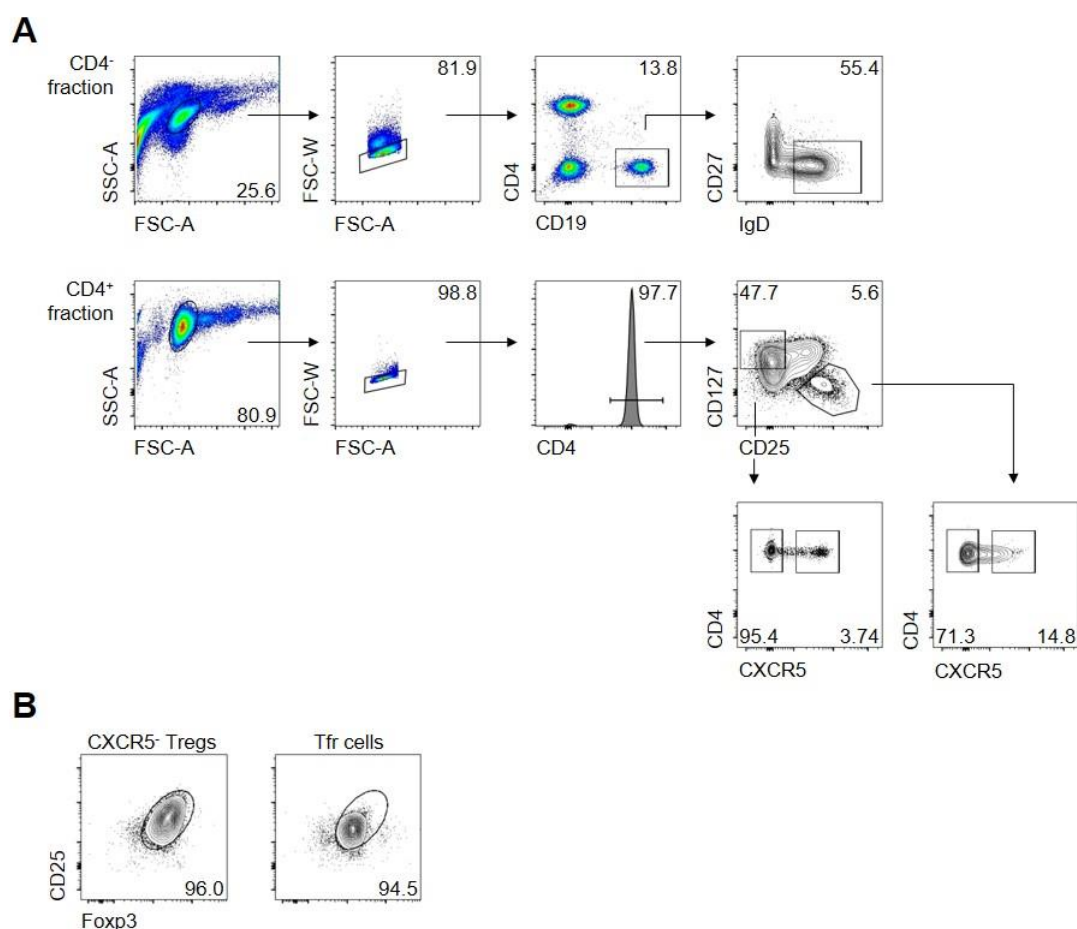 A
CD4-
fraction
SSC-A
25.6
FSC-A
FSC-W
81.9
FSC-A
CD4
13.8
CD19
CD27
55.4
IgD
CD4+
fraction
SSC-A
80.9
FSC-A
FSC-W
98.8
FSC-A
97.7
CD4
CD127
47.7 5.6
CD25
CD4
95.4 3.74
CXCR5
CD4
71.3 14.8
CXCR5
B
CXCR5- Tregs
CD25
96.0
Foxp3
Tfr cells
94.5